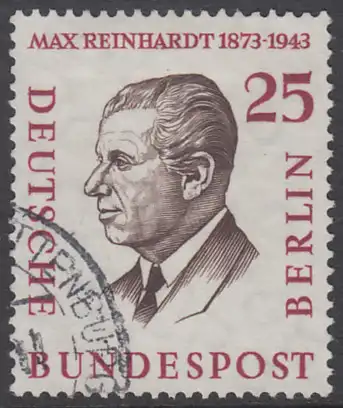 MAX REINHARDT 1873-1943
25
DEUTSCHE
BERLIN
BUNDESPOST